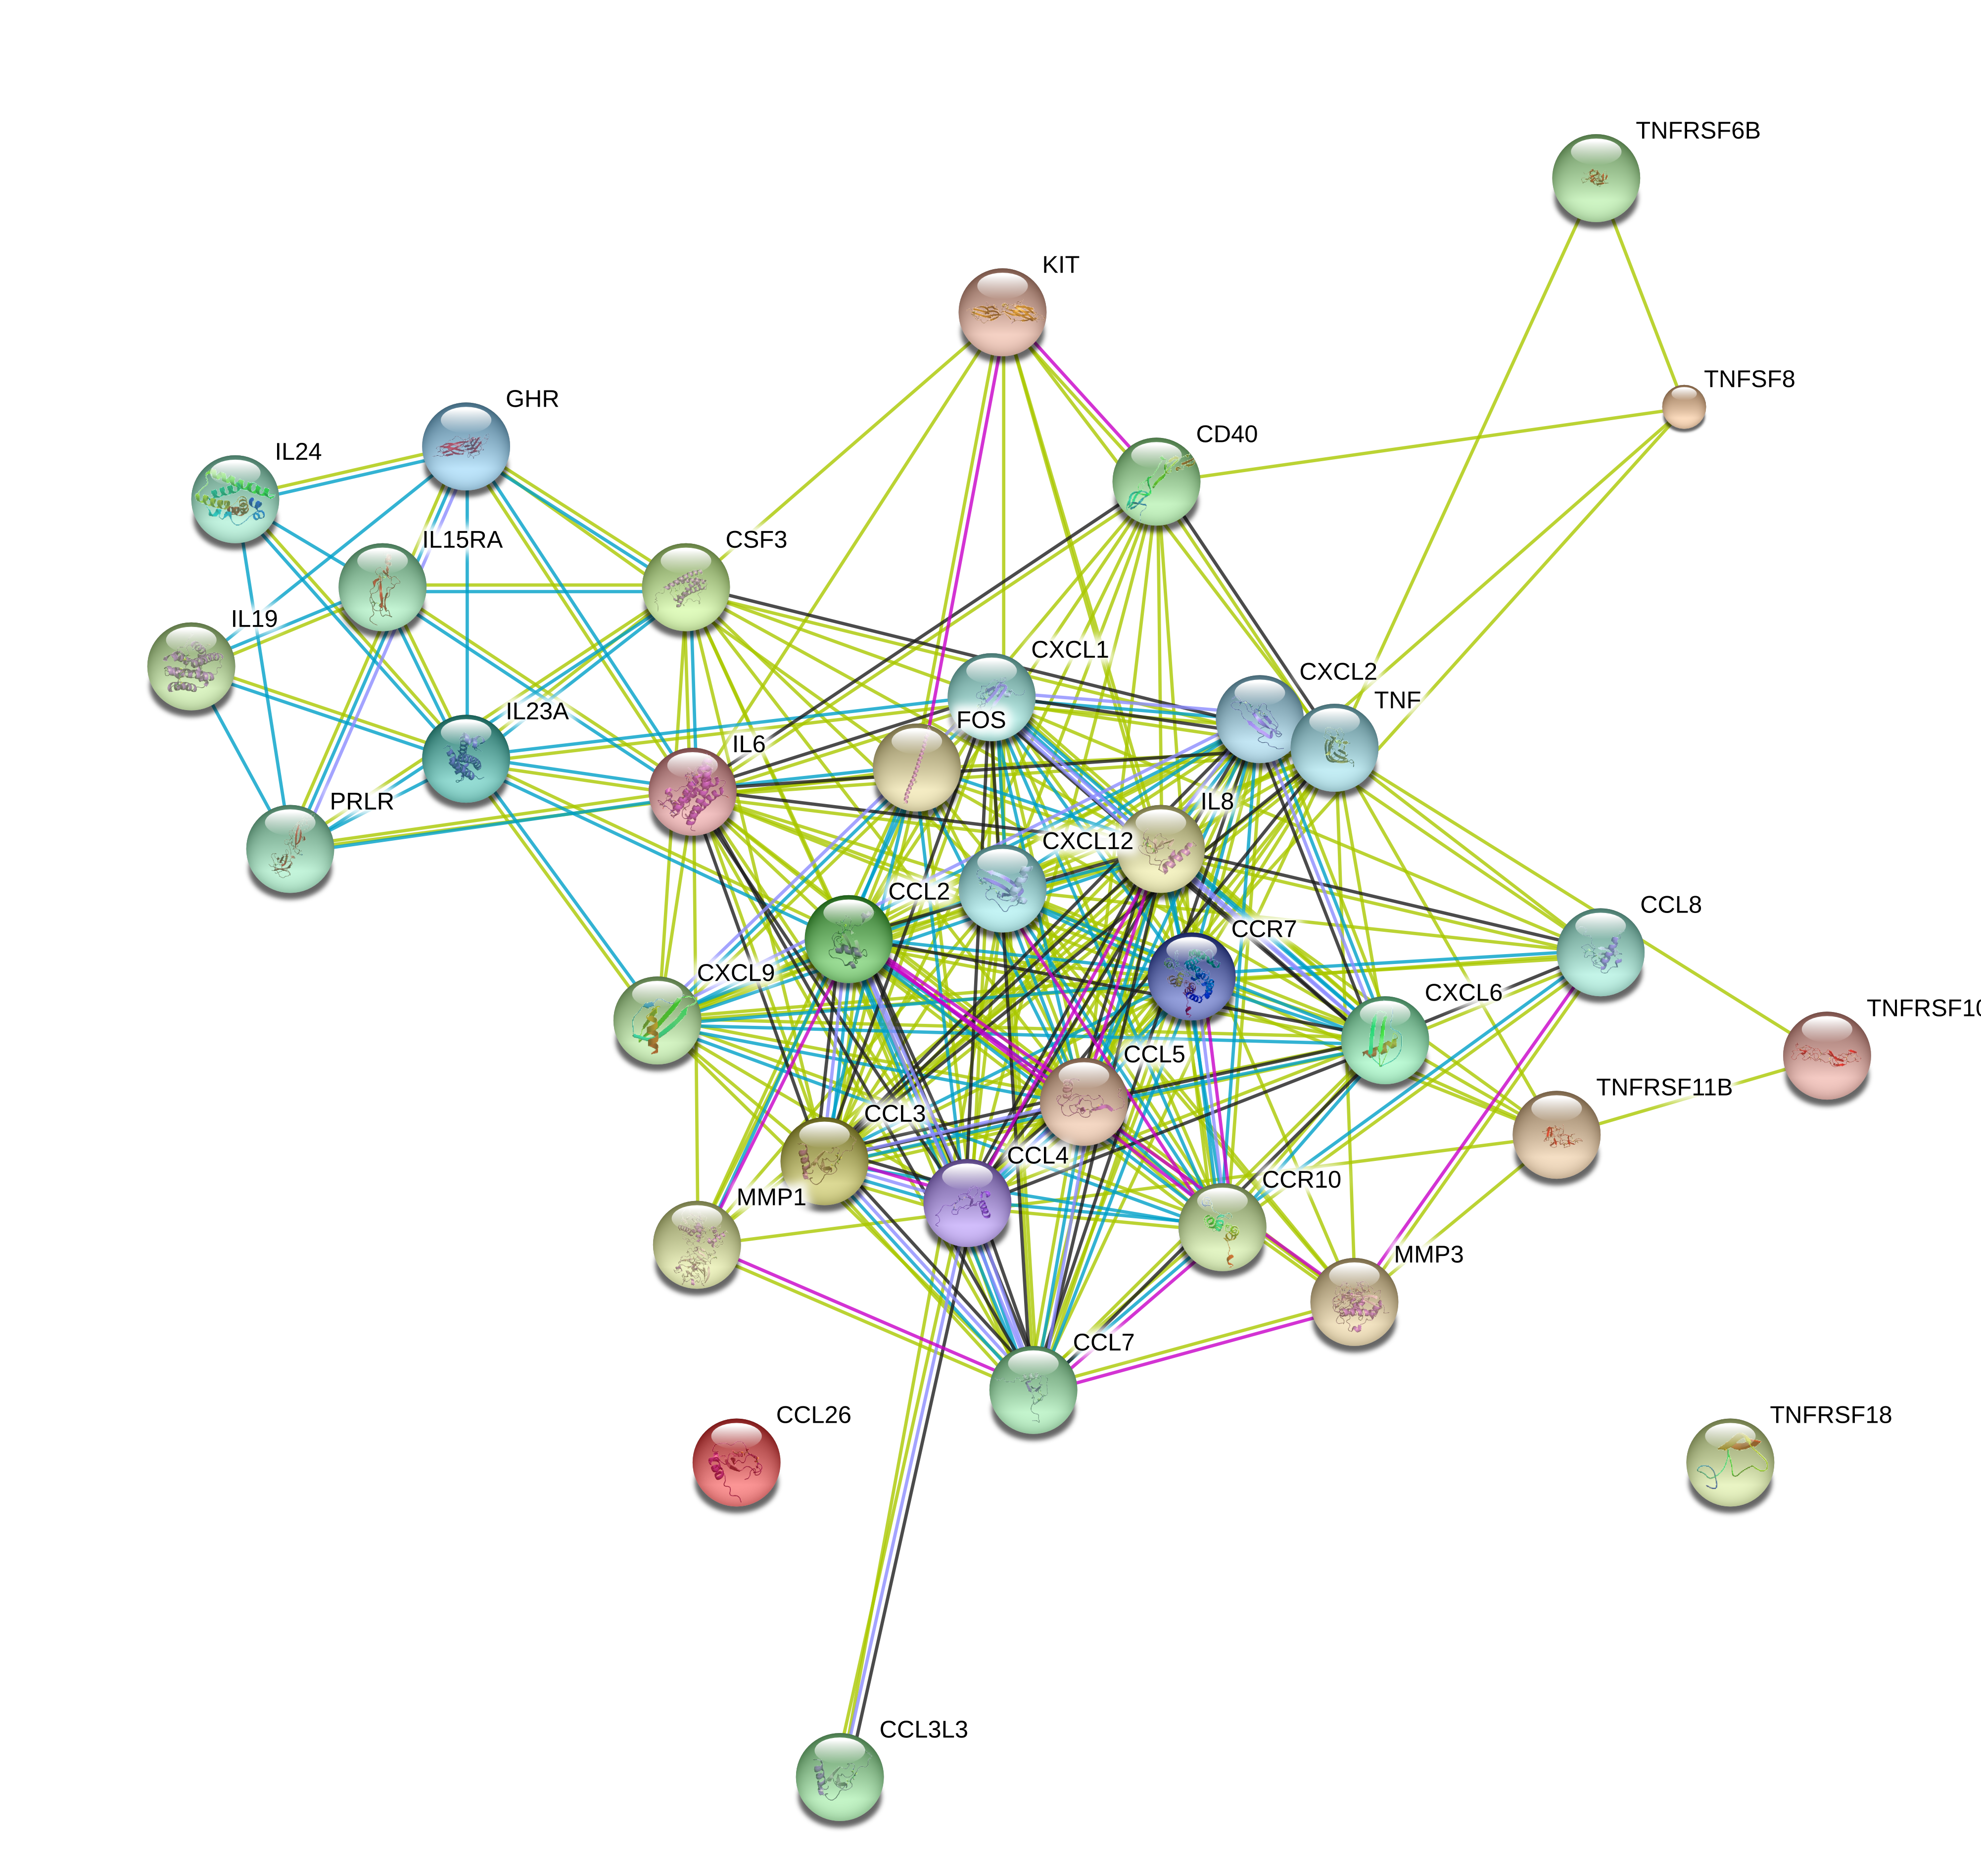 TNFRSF6B
KIT
TNFSF8
GHR
CD40
IL24
IL15RA
CSF3
IL19
CXCL1
CXCL2
TNF
IL23A
FOS
IL6
PRLR
IL8
CXCL12
CCL2
CCL8
CCR7
CXCL9
CXCL6
TNFRSF10
CCL5
TNFRSF11B
CCL3
CCL4
CCR10
MMP1
MMP3
CCL7
CCL26
TNFRSF18
CCL3L3